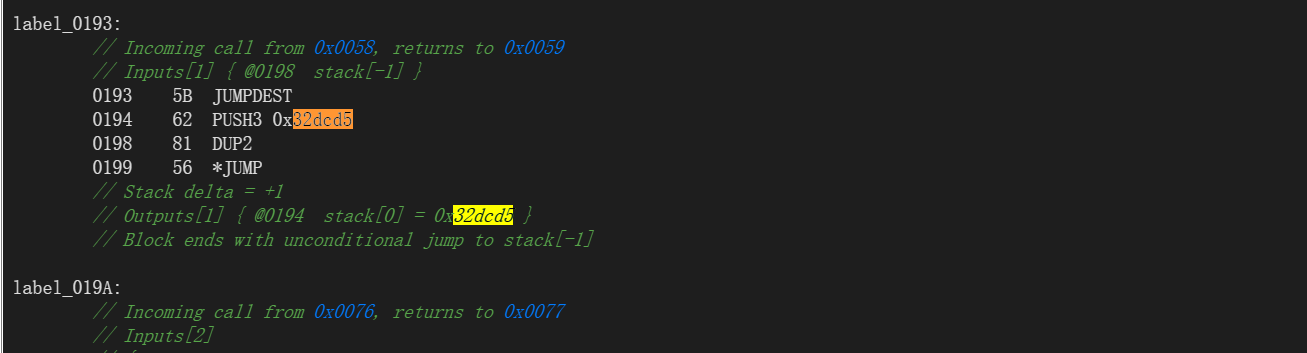 label_0193:
// Incoming call from 0x0058, returns to 0x0059
// Inputs[1] { @0198  stack[-1] }
0193    5B  JUMPDEST
0194    62  PUSH3 0x32dcd5
0198    81  DUP2
0199    56  *JUMP
// Stack delta = +1
// Outputs[1] { @0194  stack[0] = 0x32dcd5 }
// Block ends with unconditional jump to stack[-1]
label_019A:
// Incoming call from 0x0076, returns to 0x0077
// Inputs[2]